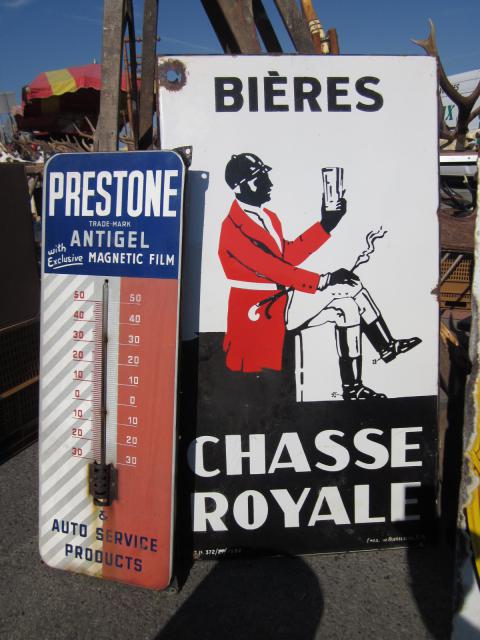 PRESTONE
TRADE-MARK
ANTIGEL
with Exclusive MAGNETIC FILM
50 50
40 40
30 30
20 20
10 10
0 0
10 10
20 20
30 30
&
AUTO SERVICE
PRODUCTS
BIÈRES
CHASSE
ROYALE